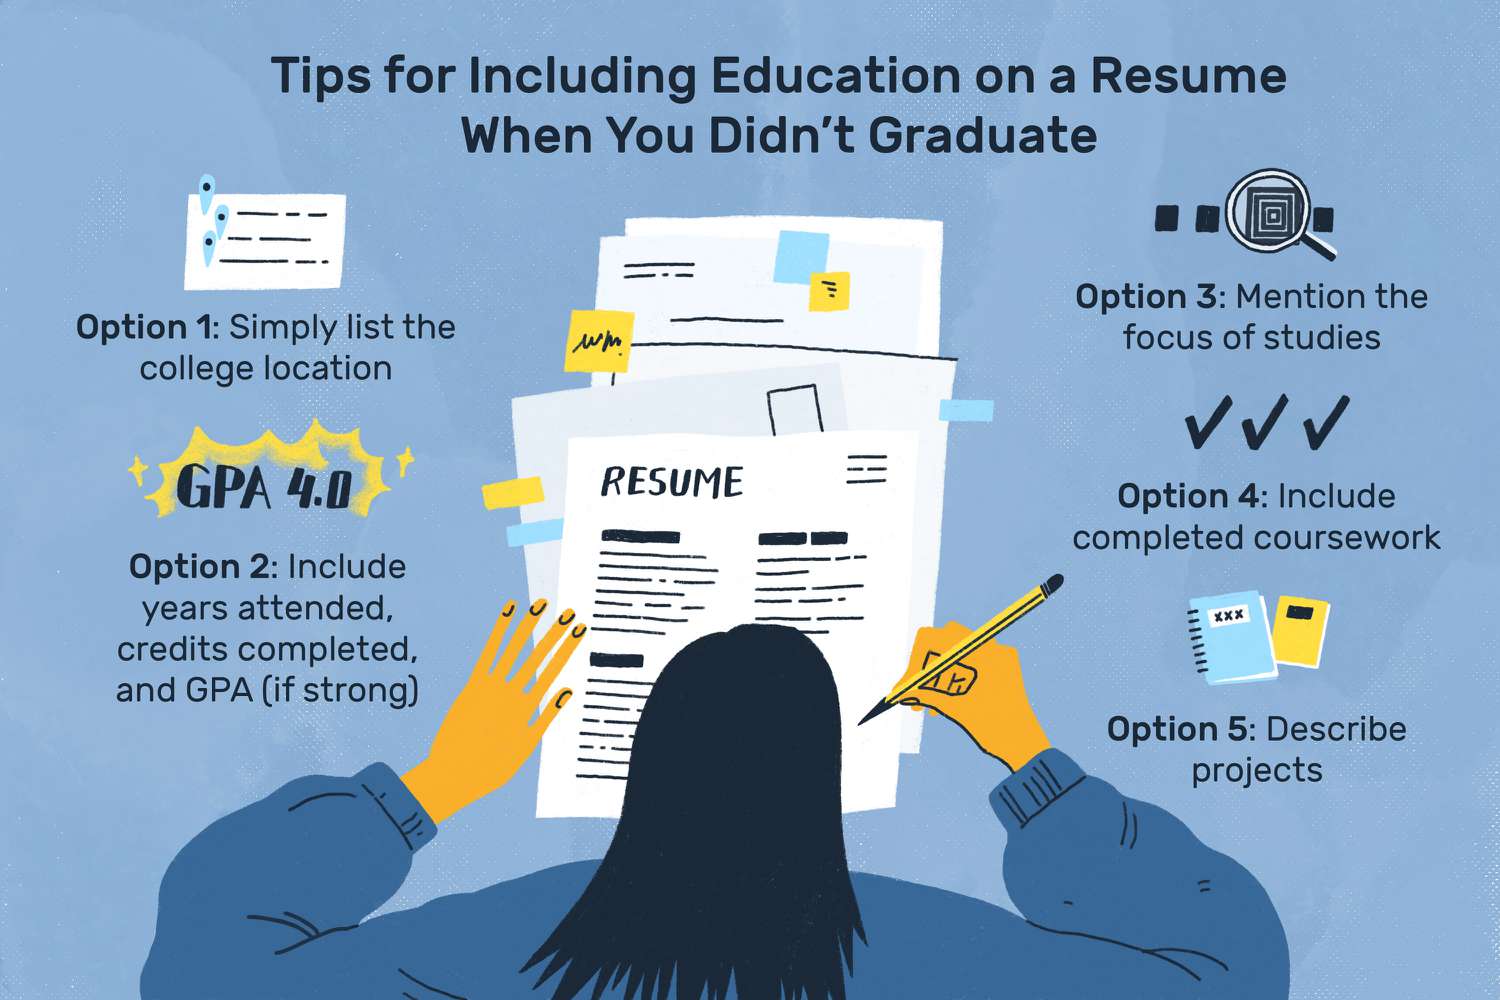 Tips for Including Education on a Resume
When You Didn't Graduate
Option 1: Simply list the
college location
GPA 4.0
Option 2: Include
years attended,
credits completed,
and GPA (if strong)
RESUME
Option 3: Mention the
focus of studies
Option 4: Include
completed coursework
XXX
Option 5: Describe
projects